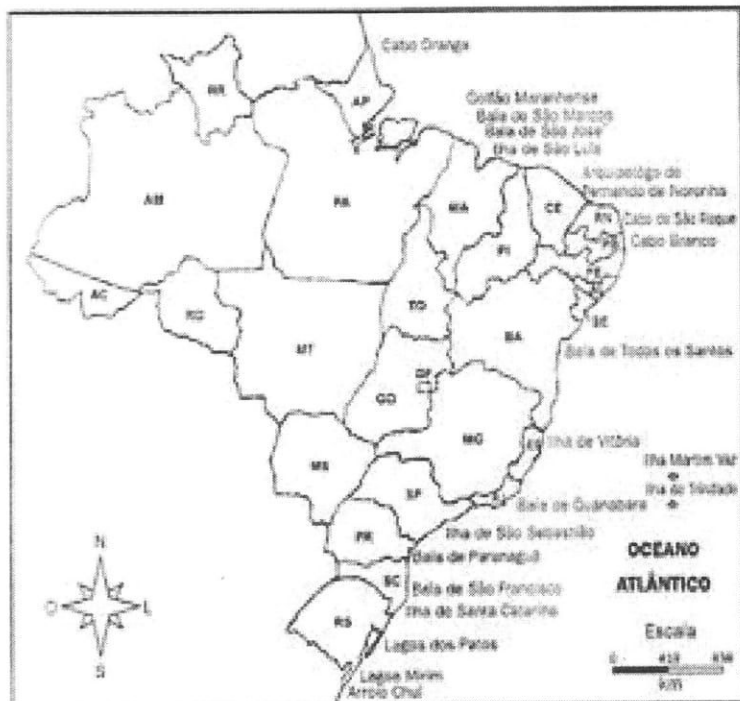 Cabo Orange
RR
AP
Golfão Maranhense
Baía de São Marcos
Baía de São José
Ilha de São Luís
Arquipélago de
Fernando de Noronha
AM
PA
MA
CE
RN
Cabo de São Roque
PB
Cabo Branco
PI
PE
AC
RO
TO
SE
BA
MT
Baía de Todos os Santos
DF
GO
MG
ES
Ilha de Vitória
Ilha Martim Vaz
MS
SP
Ilha de Trindade
Baía de Guanabara
PR
Ilha de São Sebastião
Baía de Paranaguá
OCEANO
ATLÂNTICO
N
O
L
S
SC
Baía de São Francisco
Ilha de Santa Catarina
RS
Lagoa dos Patos
Lagoa Mirim
Arroio Chuí
Escala
0
km